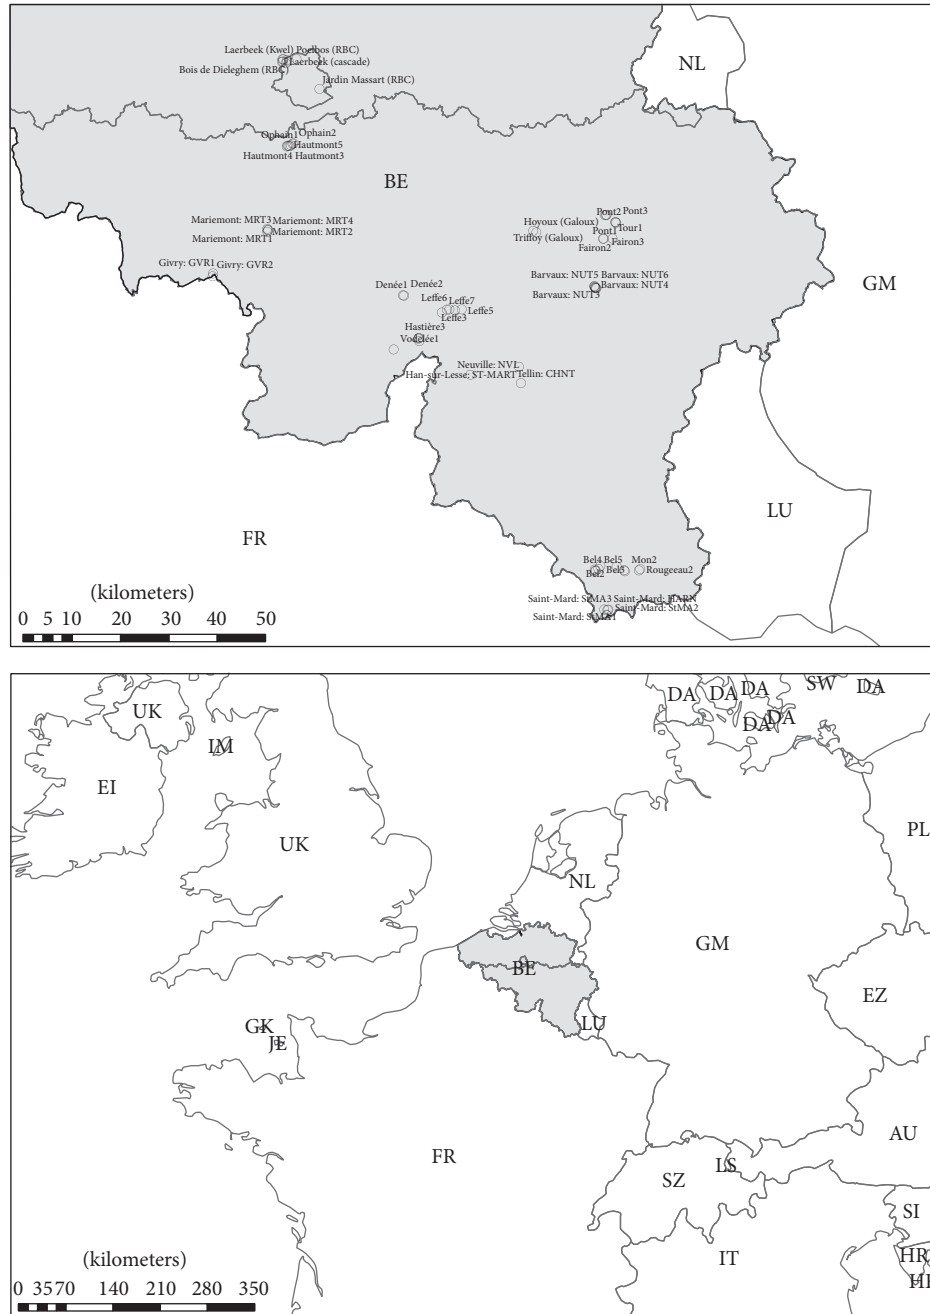 Laerbeek (Kwel) Poelbos (RBC)
Laerbeek (cascade)
Bois de Dieleghem (RBC)
Jardin Massart (RBC)
NL
Ophain1 Ophain2
Hautmont5
Hautmont4 Hautmont3
BE
Mariemont: MRT3 Mariemont: MRT4
Mariemont: MRT2
Mariemont: MRT1
Pont2 Pont3
Hoyoux (Galoux)
Tour1
Pont1
Triffoy (Galoux)
Fairon3
Fairon2
Givry: GVR1 Givry: GVR2
Barvaux: NUT5 Barvaux: NUT6
Barvaux: NUT4
Barvaux: NUT3
GM
Denée1 Denée2
Leffe6 Leffe7
Leffe5
Leffe3
Hastière3
Vodelée1
Neuville: NVL
Han-sur-Lesse: ST-MART Tellin: CHNT
LU
FR
Bel4 Bel5 Mon2
Bel2 Bel3 Rougeeau2
(kilometers)
Saint-Mard: StMA3 Saint-Mard: HARN
Saint-Mard: StMA2
Saint-Mard: StMA1
0 5 10 20 30 40 50
DA DA DA SW DA
UK
DA DA
IM
EI
UK
PL
NL
GM
BE
EZ
LU
GK
JE
AU
FR
LS
SZ
SI
IT
HR
(kilometers)
0 35 70 140 210 280 350